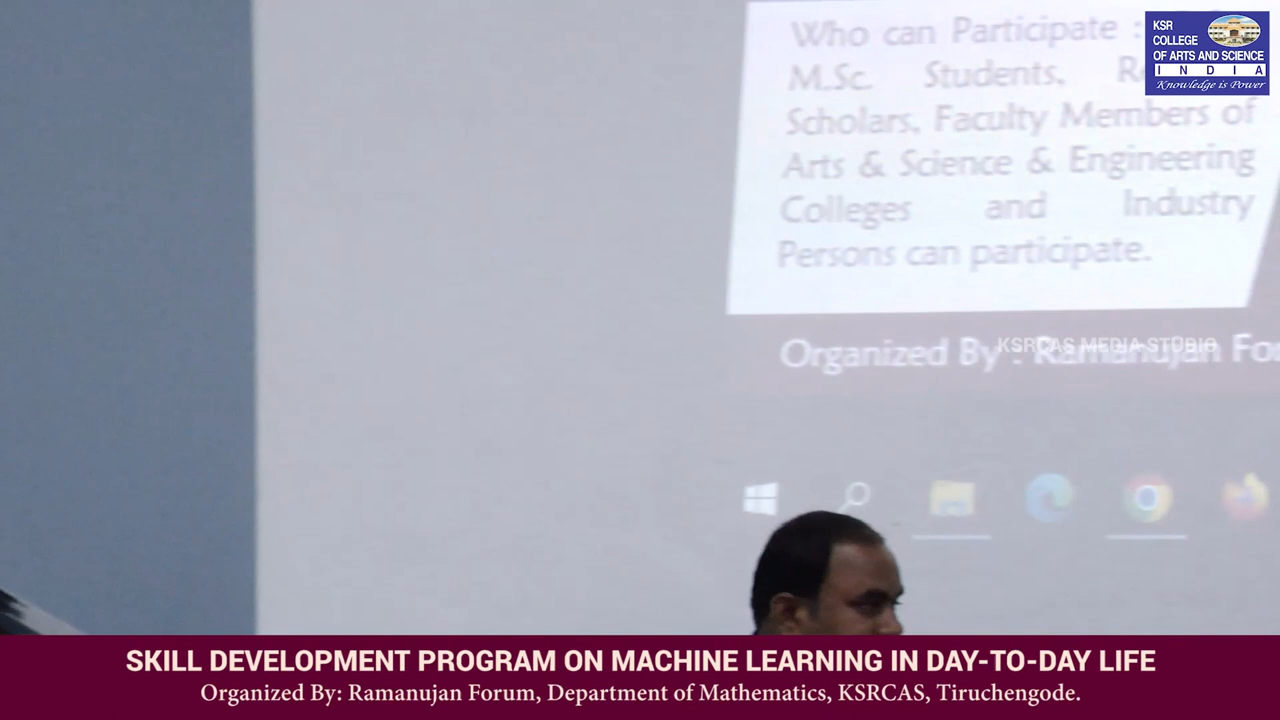 Who can Participate :
M.Sc. Students,
Scholars, Faculty Members of
Arts & Science & Engineering
Colleges and Industry
Persons can participate.
Organized By : Ramanujan
KSRCAS MEDIA STUDIO
KSR
COLLEGE
OF ARTS AND SCIENCE
INDIA
Knowledge is Power
SKILL DEVELOPMENT PROGRAM ON MACHINE LEARNING IN DAY-TO-DAY LIFE
Organized By: Ramanujan Forum, Department of Mathematics, KSRCAS, Tiruchengode.